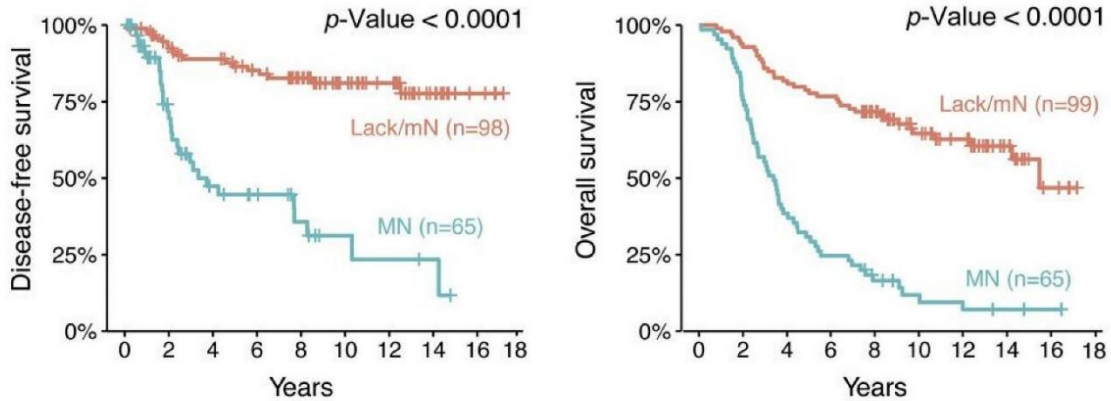 p-Value < 0.0001
100%
75%
50%
25%
0%
Disease-free survival
Lack/mN (n=98)
MN (n=65)
0 2 4 6 8 10 12 14 16 18
Years
p-Value < 0.0001
100%
75%
50%
25%
0%
Overall survival
Lack/mN (n=99)
MN (n=65)
0 2 4 6 8 10 12 14 16 18
Years